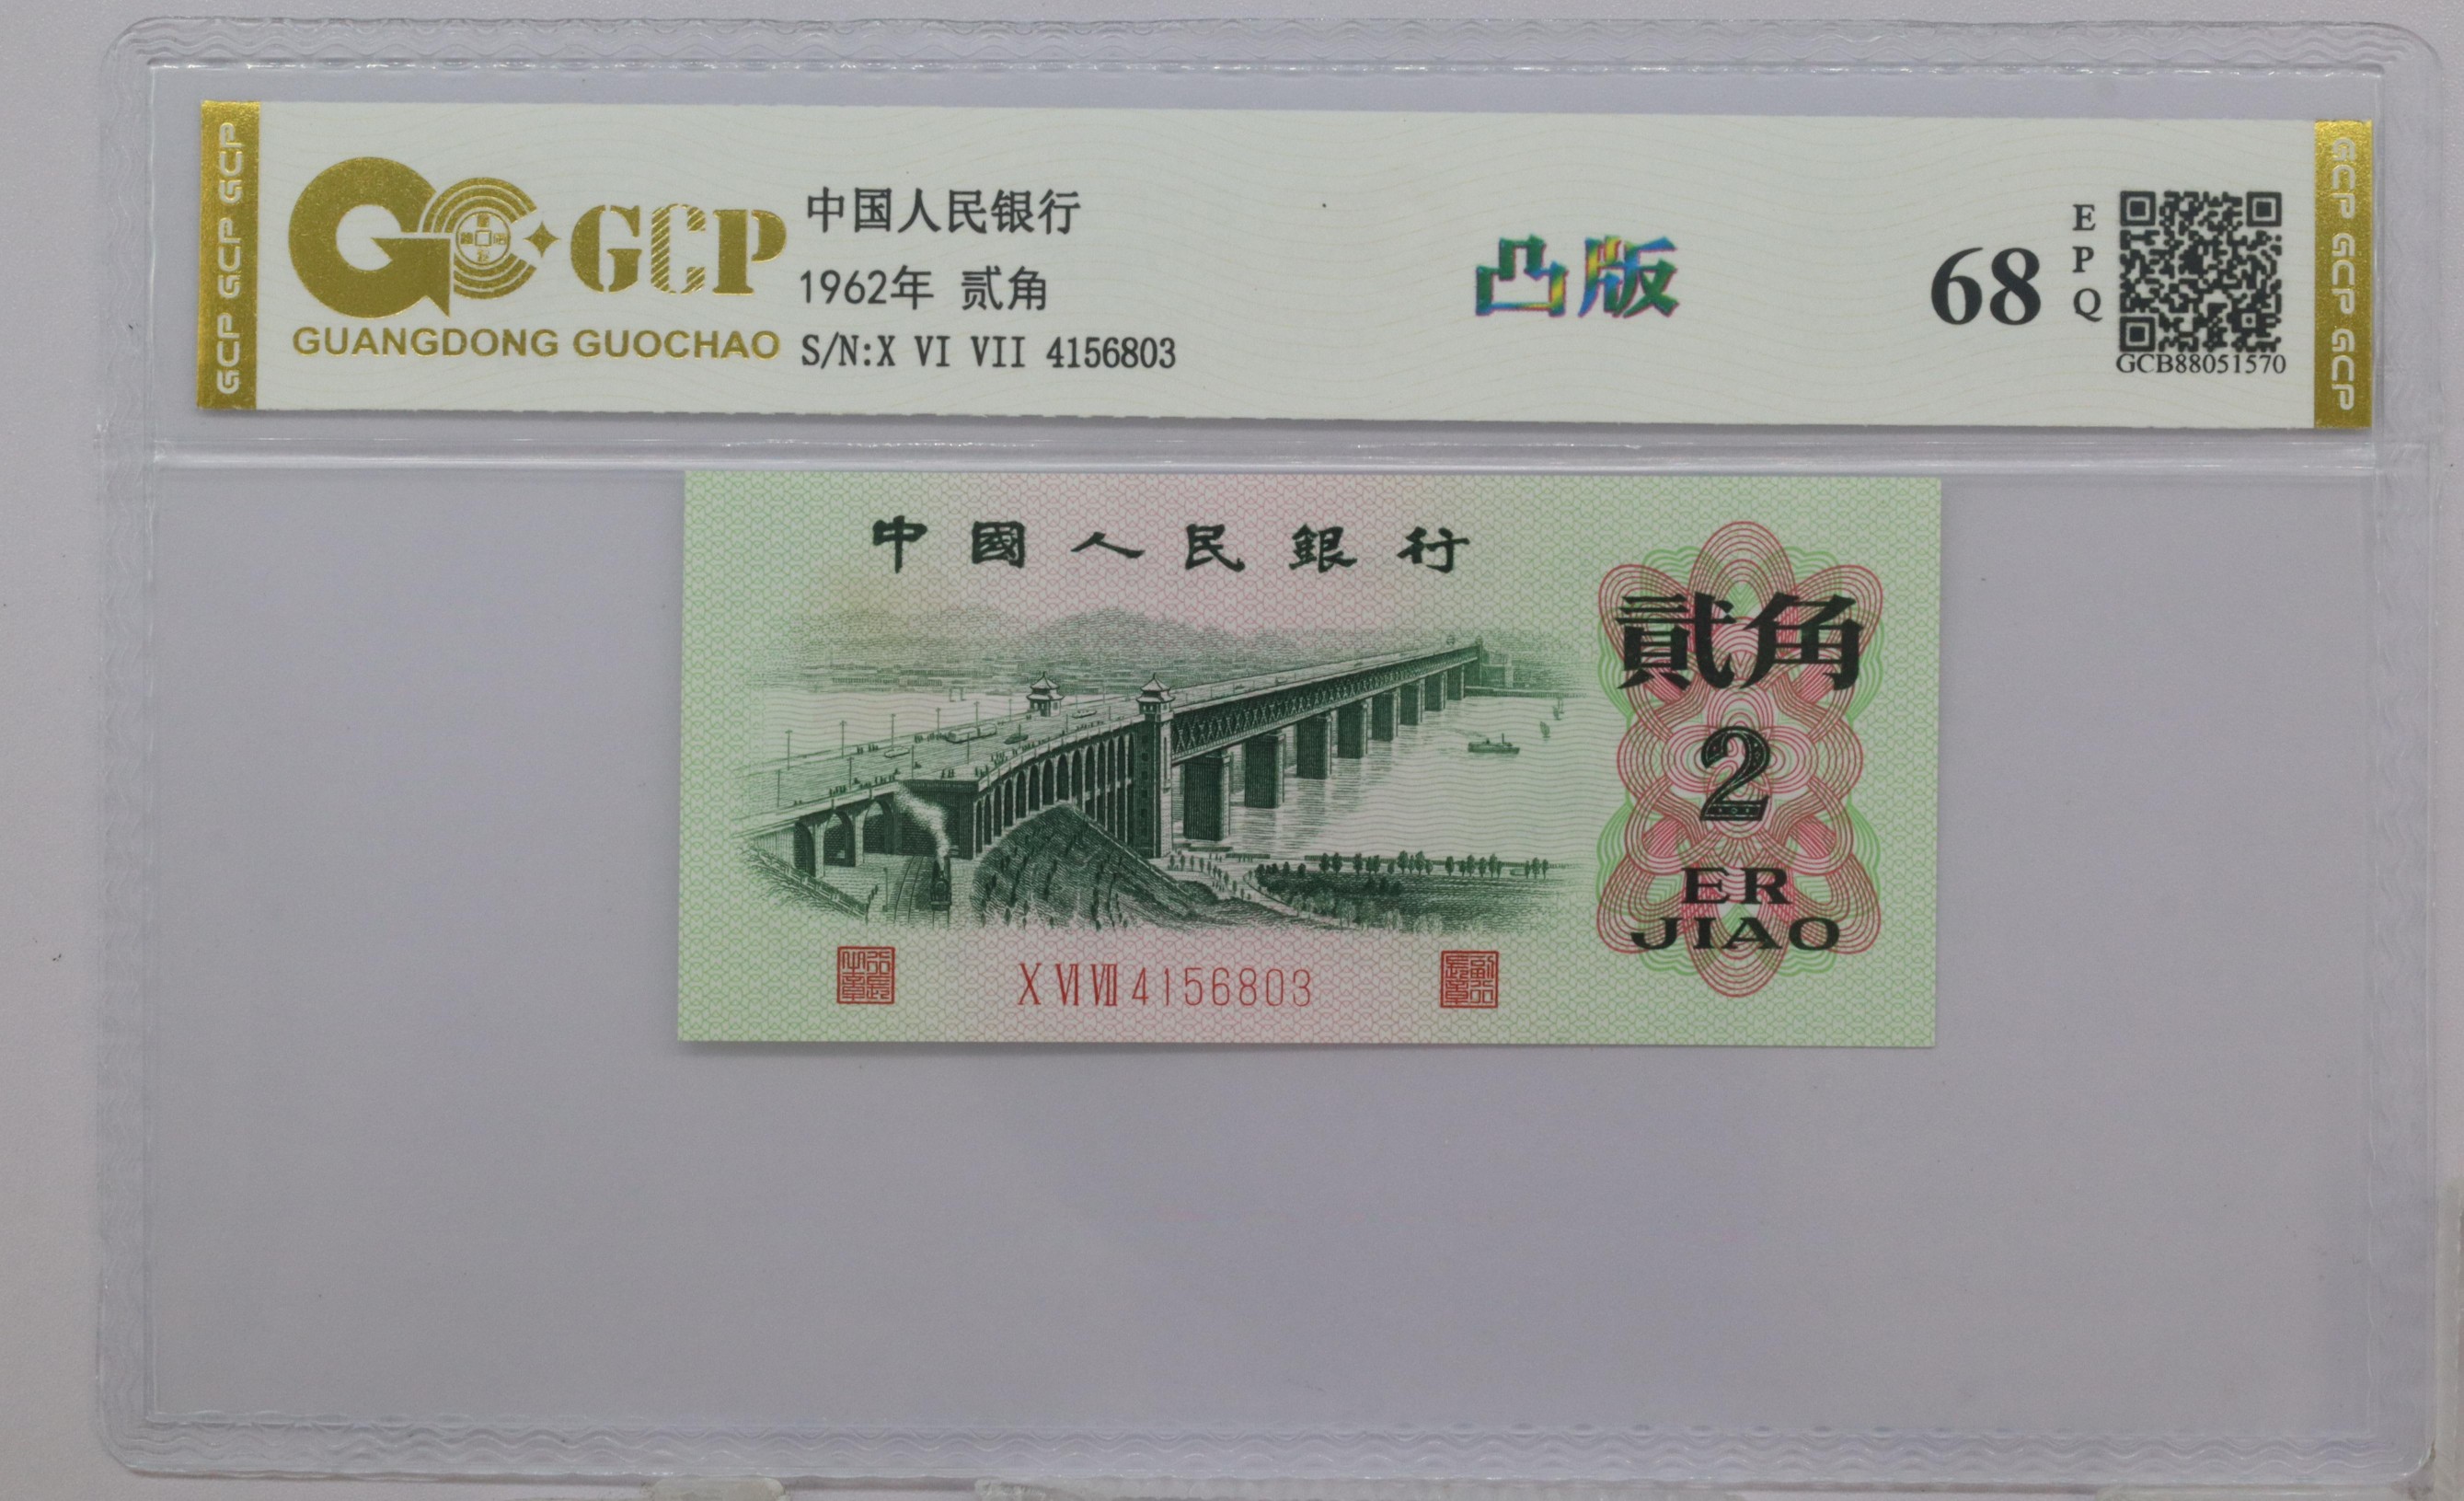 GCP GCP GCP
GCP
GUANGDONG GUOCHAO
中国人民银行
1962年 贰角
S/N:X VI VII 4156803
凸版
68
E
P
Q
GCB88051570
GCP GCP GCP
中國人民銀行
貳角
2
ER
JIAO
X VI VII 4156803